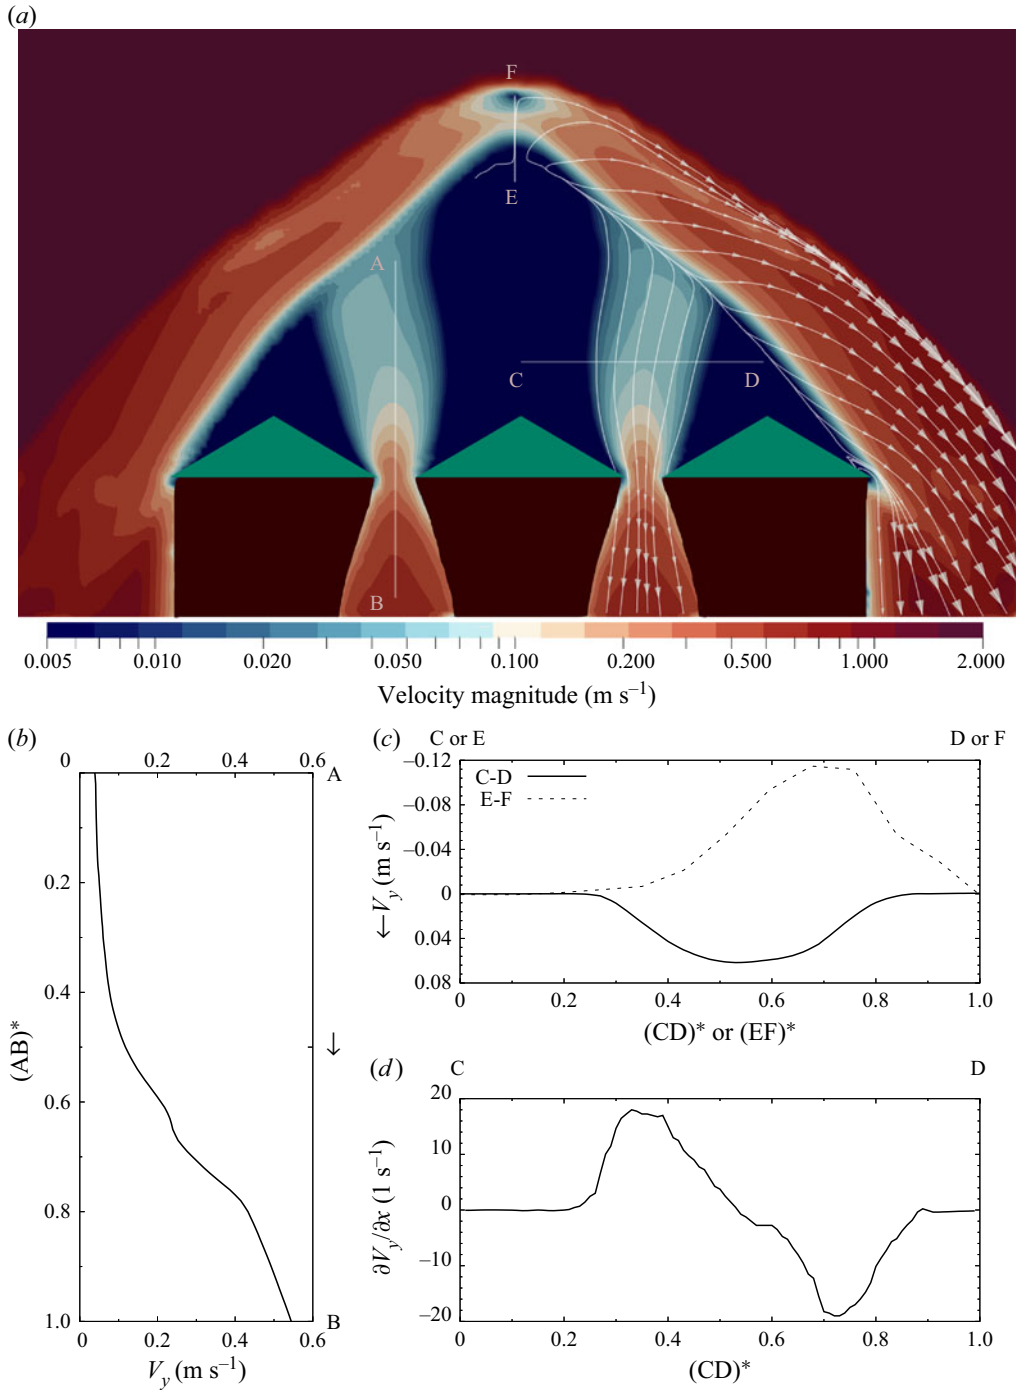 (a)
F
E
A
C
D
B
0.005 0.010 0.020 0.050 0.100 0.200 0.500 1.000 2.000
Velocity magnitude (m s⁻¹)
(b)
0 0.2 0.4 0.6
A
0.2
0.4
0.6
0.8
1.0
(AB)*
↓
B
0 0.2 0.4 0.6
V_y (m s⁻¹)
(c)
C or E
D or F
C-D
E-F
–0.12
–0.08
–0.04
0
0.04
0.08
←V_y (m s⁻¹)
0 0.2 0.4 0.6 0.8 1.0
(CD)* or (EF)*
(d)
C
D
20
10
0
–10
–20
∂V_y/∂x (1 s⁻¹)
0 0.2 0.4 0.6 0.8 1.0
(CD)*